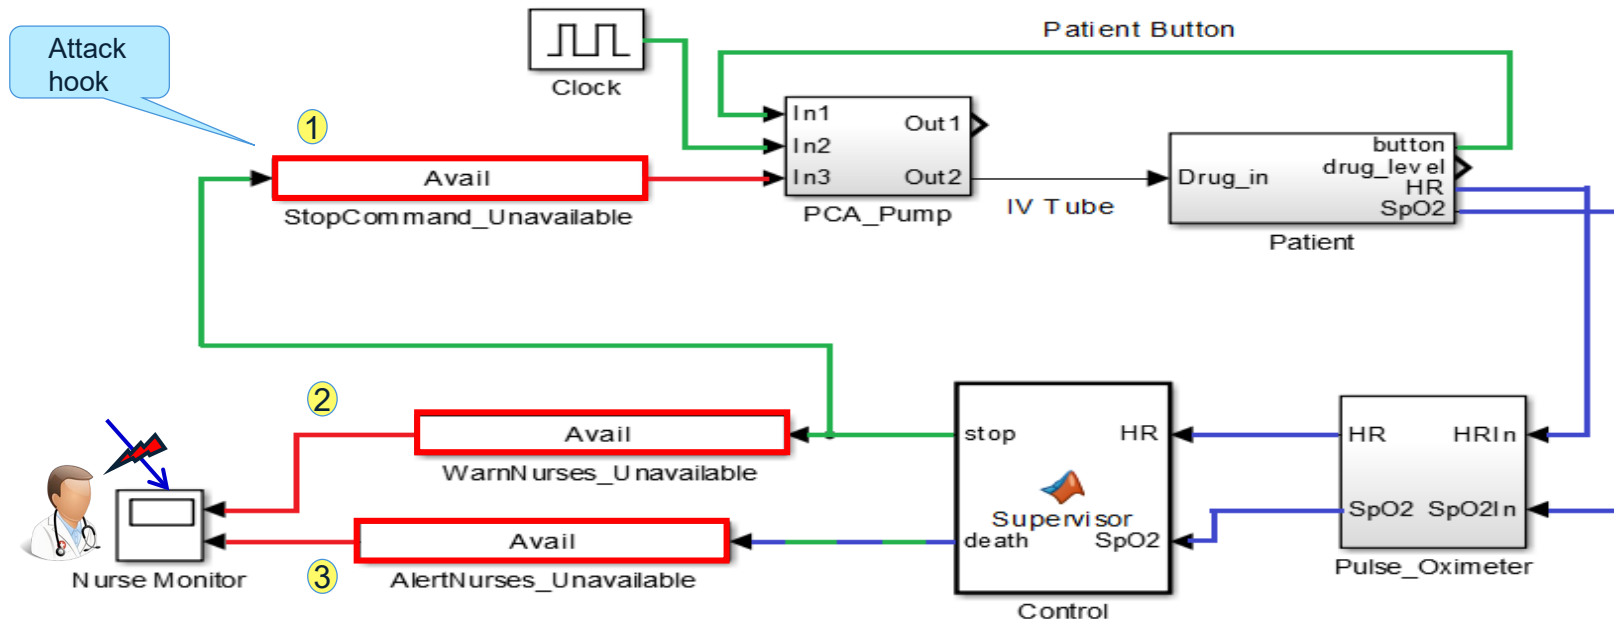 Attack
hook
1
Avail
StopCommand_Unavailable
Clock
Patient Button
In1
In2
In3
Out1
Out2
PCA_Pump
IV Tube
Drug_in
button
drug_level
HR
SpO2
Patient
2
Avail
WarnNurses_Unavailable
3
Avail
AlertNurses_Unavailable
Nurse Monitor
stop
death
HR
Supervisor
SpO2
Control
HR
SpO2
HRIn
SpO2In
Pulse_Oximeter